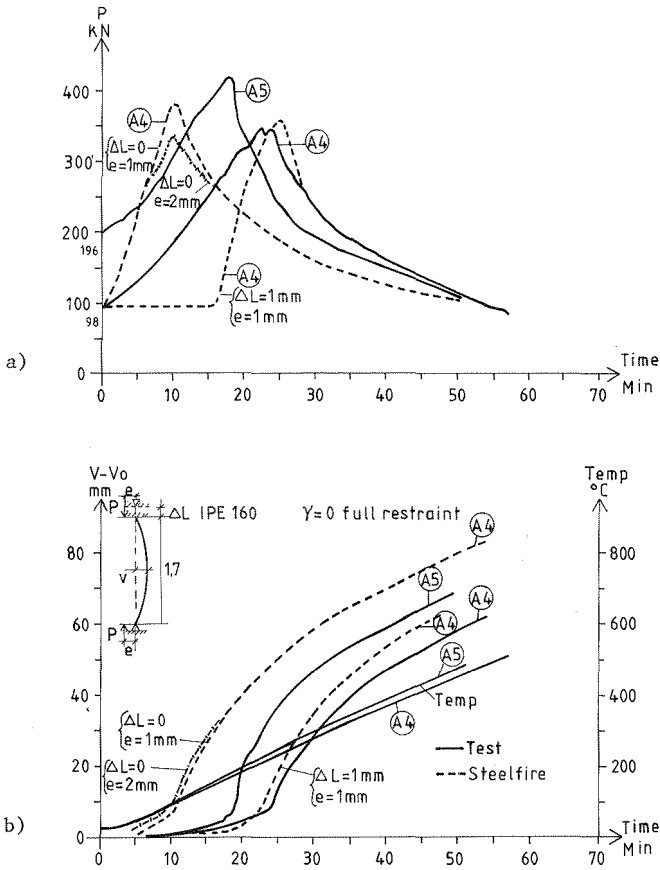 P
KN
400
300
200
196
100
98
0
A4
A5
A4
ΔL=0
e=1mm
ΔL=0
e=2mm
A4
ΔL=1mm
e=1mm
a)
Time
Min
0
10
20
30
40
50
60
70
V-Vo
mm
80
60
40
20
0
P
e
ΔL IPE 160
γ=0 full restraint
V
1,7
P
e
Temp
°C
800
600
400
200
0
A4
A5
A4
A4
A5
Temp
A4
ΔL=0
e=1mm
ΔL=0
e=2mm
ΔL=1mm
e=1mm
Test
Steelfire
b)
Time
Min
0
10
20
30
40
50
60
70